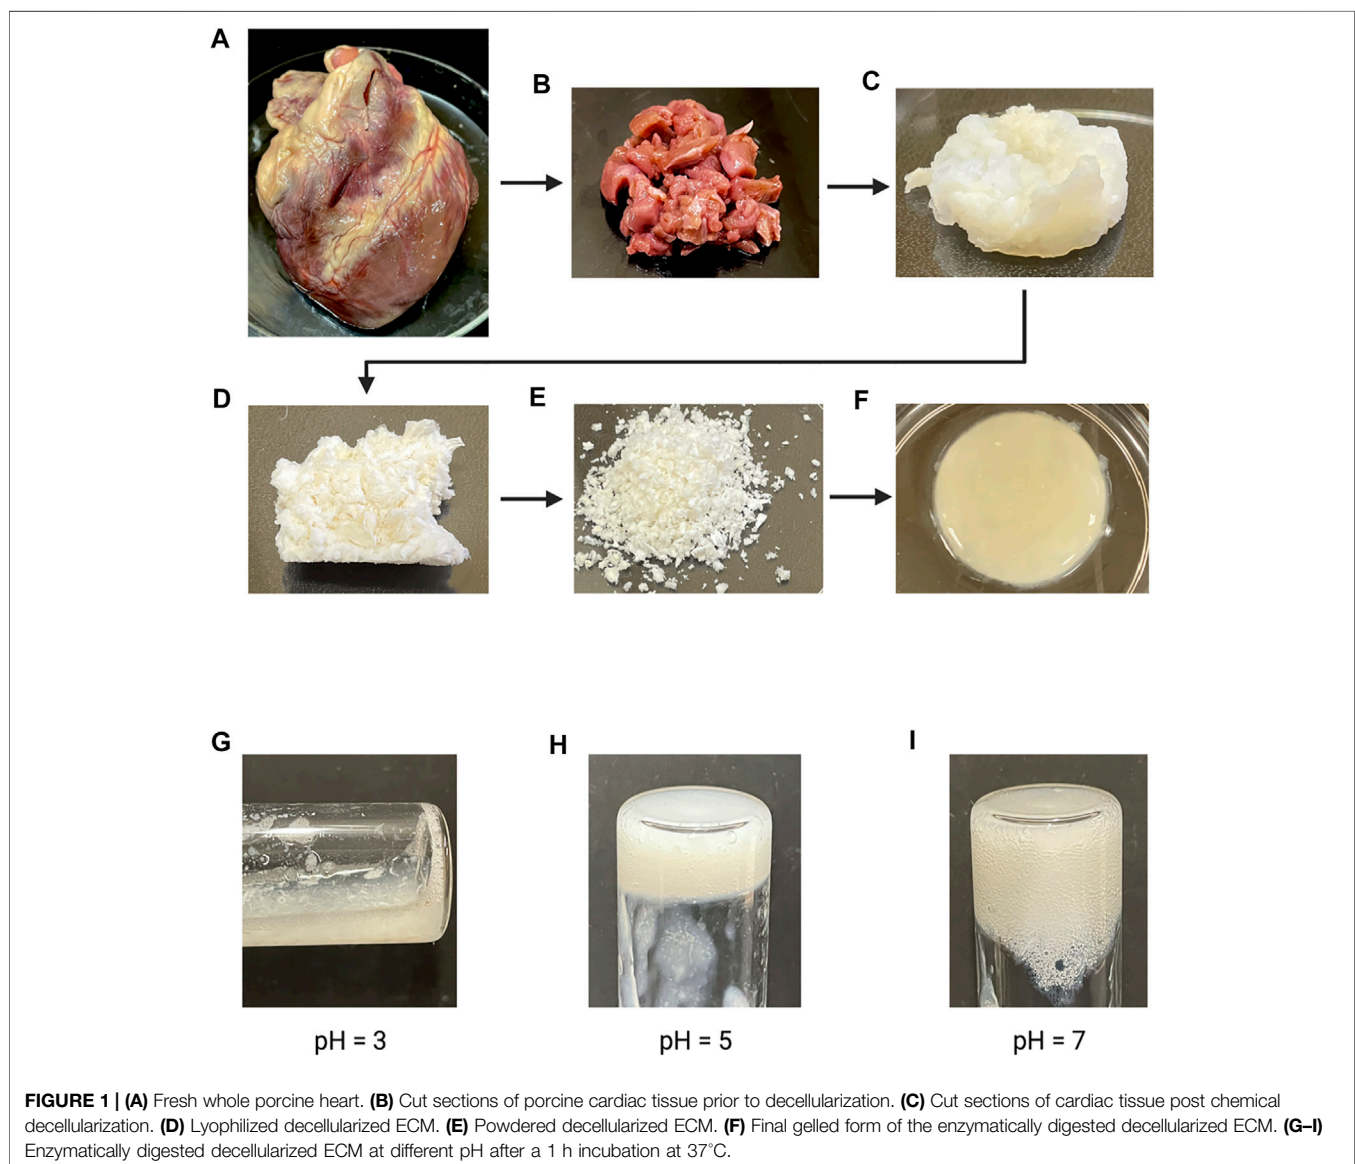 A
B
C
D
E
F
G
H
I
pH = 3
pH = 5
pH = 7
FIGURE 1 | (A) Fresh whole porcine heart. (B) Cut sections of porcine cardiac tissue prior to decellularization. (C) Cut sections of cardiac tissue post chemical
decellularization. (D) Lyophilized decellularized ECM. (E) Powdered decellularized ECM. (F) Final gelled form of the enzymatically digested decellularized ECM. (G–I)
Enzymatically digested decellularized ECM at different pH after a 1 h incubation at 37°C.